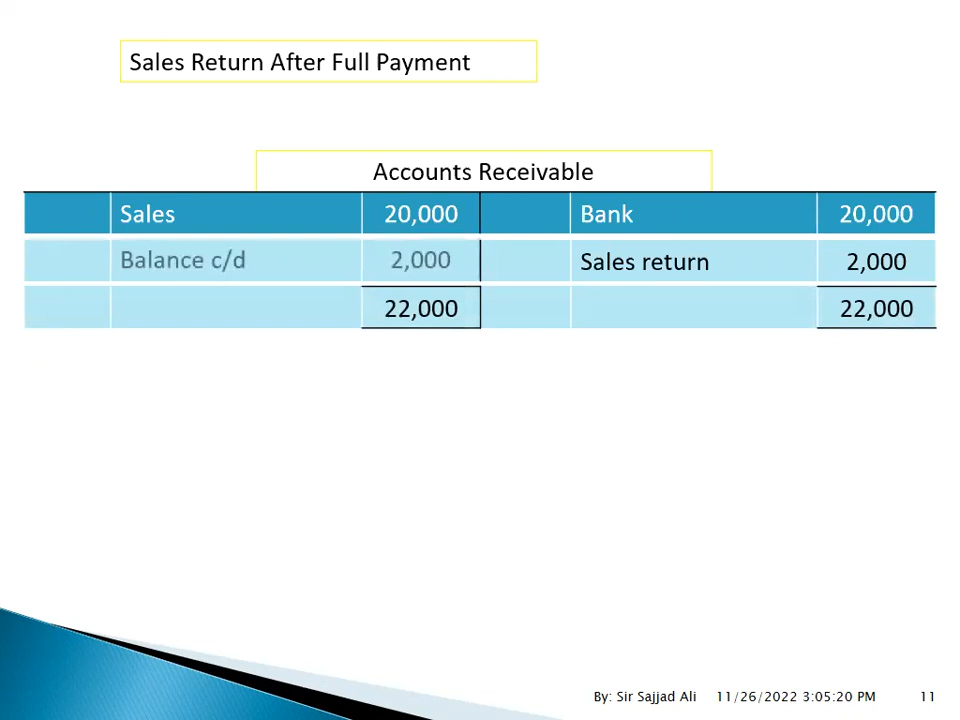 Sales Return After Full Payment
Accounts Receivable
Sales 20,000 Bank 20,000
Balance c/d 2,000 Sales return 2,000
22,000 22,000
By: Sir Sajjad Ali 11/26/2022 3:05:20 PM 11